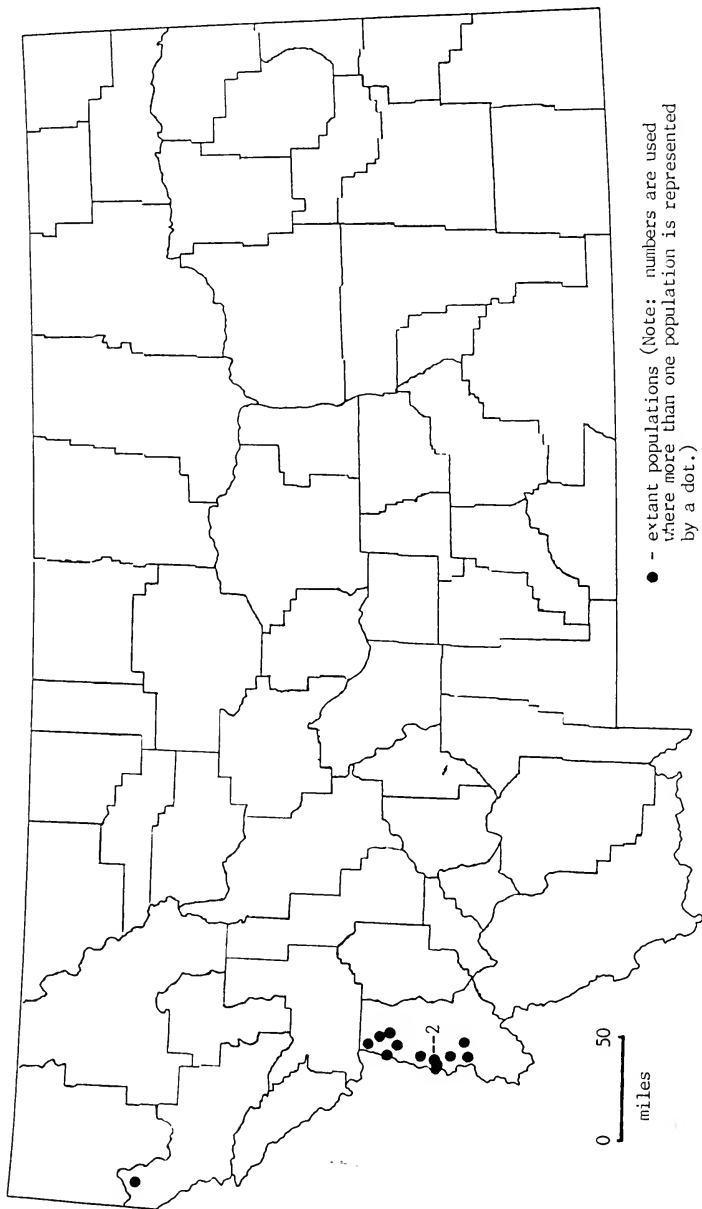 ● - extant populations (Note: numbers are used
where more than one population is represented
by a dot.)
--2
0 50
miles